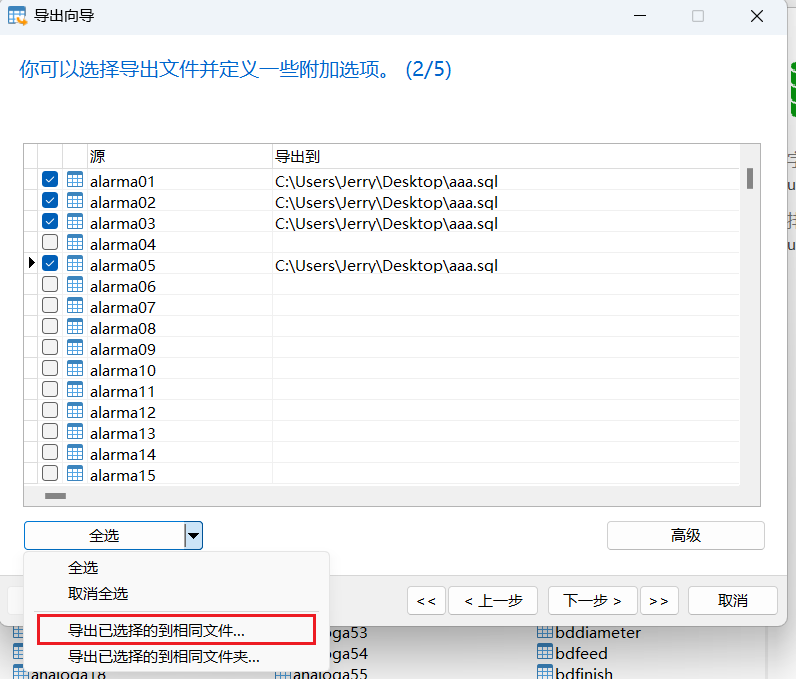 导出向导
你可以选择导出文件并定义一些附加选项。 (2/5)
源 导出到
alarma01 C:\Users\Jerry\Desktop\aaa.sql
alarma02 C:\Users\Jerry\Desktop\aaa.sql
alarma03 C:\Users\Jerry\Desktop\aaa.sql
alarma04
alarma05 C:\Users\Jerry\Desktop\aaa.sql
alarma06
alarma07
alarma08
alarma09
alarma10
alarma11
alarma12
alarma13
alarma14
alarma15
全选 高级
全选
取消全选
<< < 上一步 下一步 > >> 取消
导出已选择的到相同文件...
导出已选择的到相同文件夹...
oga53 bddiameter
oga54 bdfeed
analoga18 analoga55 bdfinish